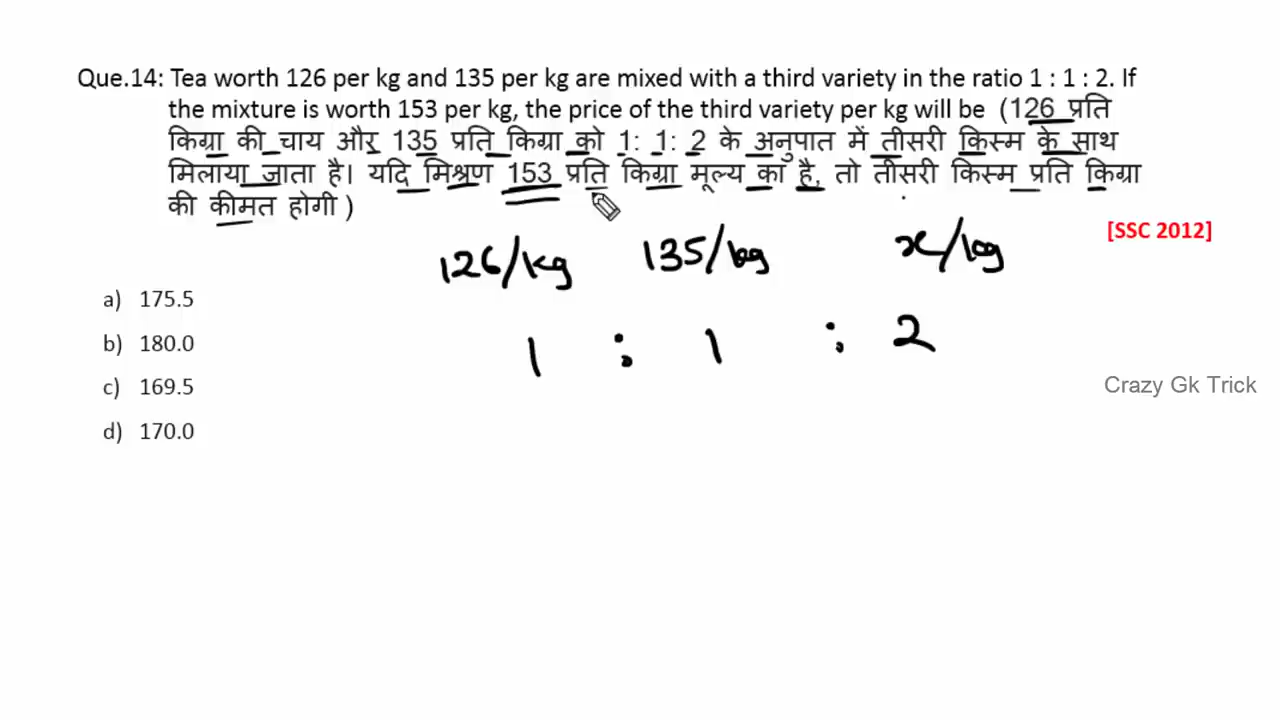 Que.14: Tea worth 126 per kg and 135 per kg are mixed with a third variety in the ratio 1 : 1 : 2. If
the mixture is worth 153 per kg, the price of the third variety per kg will be (126 प्रति
किग्रा की चाय और 135 प्रति किग्रा को 1: 1: 2 के अनुपात में तीसरी किस्म के साथ
मिलाया जाता है। यदि मिश्रण 153 प्रति किग्रा मूल्य का है, तो तीसरी किस्म प्रति किग्रा
की कीमत होगी )
[SSC 2012]
126/kg 135/kg x/kg
a) 175.5
b) 180.0
1 : 1 : 2
c) 169.5
Crazy Gk Trick
d) 170.0